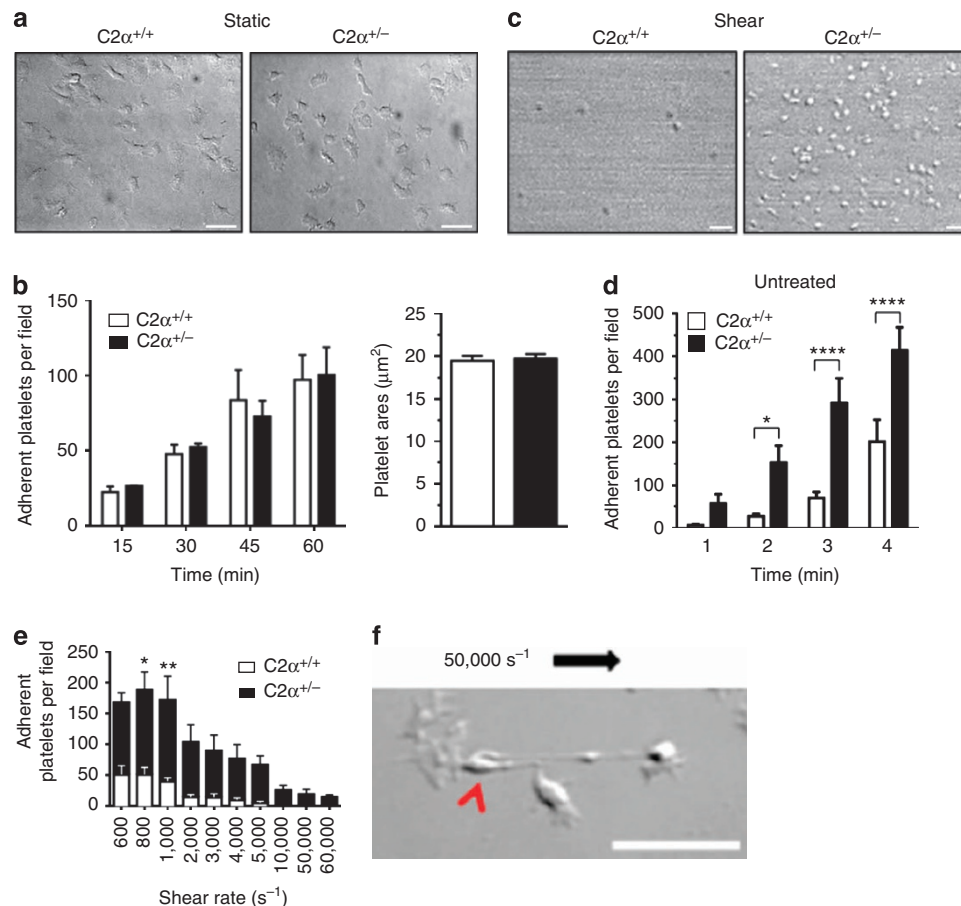 a
Static
C2α+/+
C2α+/–
c
Shear
C2α+/+
C2α+/–
b
Adherent platelets per field
150
100
50
0
C2α+/+
C2α+/–
15 30 45 60
Time (min)
Platelet ares (μm2)
25
20
15
10
5
0
d
Untreated
Adherent platelets per field
500
400
300
200
100
0
C2α+/+
C2α+/–
*
****
****
1 2 3 4
Time (min)
e
Adherent
platelets per field
250
200
150
100
50
0
* **
C2α+/+
C2α+/–
600 800 1,000 2,000 3,000 4,000 5,000 10,000 50,000 60,000
Shear rate (s–1)
f
50,000 s–1